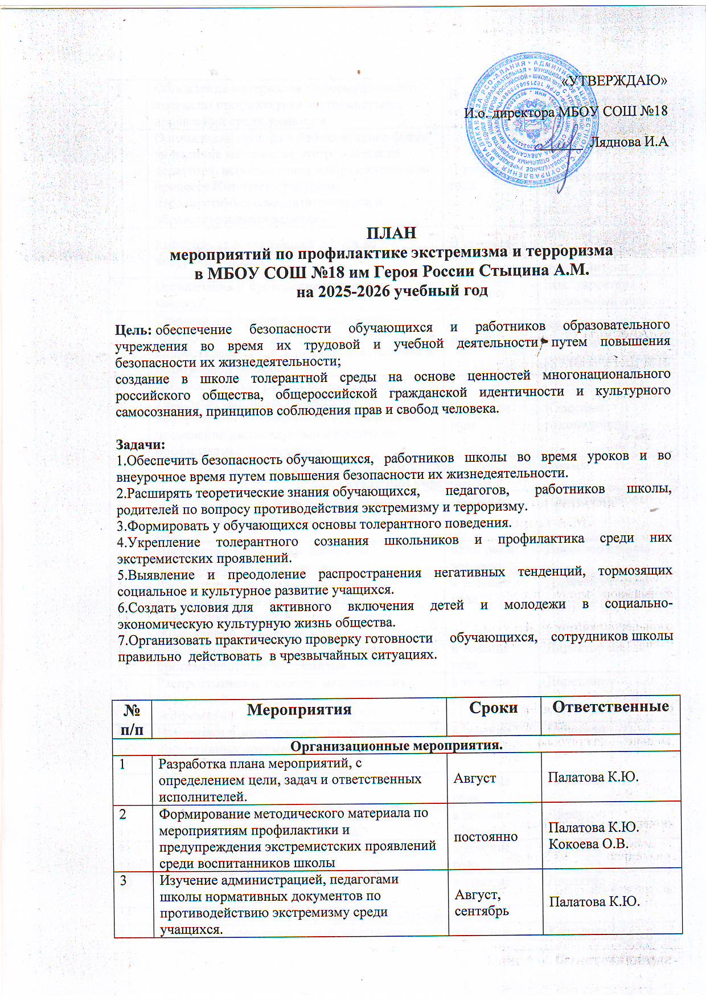 «УТВЕРЖДАЮ»
И.о. директора МБОУ СОШ №18
Ляднова И.А
ПЛАН
мероприятий по профилактике экстремизма и терроризма
в МБОУ СОШ №18 им Героя России Стыцина А.М.
на 2025-2026 учебный год
Цель: обеспечение безопасности обучающихся и работников образовательного
учреждения во время их трудовой и учебной деятельности, путем повышения
безопасности их жизнедеятельности;
создание в школе толерантной среды на основе ценностей многонационального
российского общества, общероссийской гражданской идентичности и культурного
самосознания, принципов соблюдения прав и свобод человека.
Задачи:
1.Обеспечить безопасность обучающихся, работников школы во время уроков и во
внеурочное время путем повышения безопасности их жизнедеятельности.
2.Расширять теоретические знания обучающихся, педагогов, работников школы,
родителей по вопросу противодействия экстремизму и терроризму.
3.Формировать у обучающихся основы толерантного поведения.
4.Укрепление толерантного сознания школьников и профилактика среди них
экстремистских проявлений.
5.Выявление и преодоление распространения негативных тенденций, тормозящих
социальное и культурное развитие учащихся.
6.Создать условия для активного включения детей и молодежи в социально-
экономическую культурную жизнь общества.
7.Организовать практическую проверку готовности обучающихся, сотрудников школы
правильно действовать в чрезвычайных ситуациях.
№ п/п Мероприятия Сроки Ответственные
Организационные мероприятия.
1 Разработка плана мероприятий, с
определением цели, задач и ответственных
исполнителей.
Август
Палатова К.Ю.
2 Формирование методического материала по
мероприятиям профилактики и
предупреждения экстремистских проявлений
среди воспитанников школы
постоянно
Палатова К.Ю.
Кокоева О.В.
3 Изучение администрацией, педагогами
школы нормативных документов по
противодействию экстремизму среди
учащихся.
Август,
сентябрь
Палатова К.Ю.